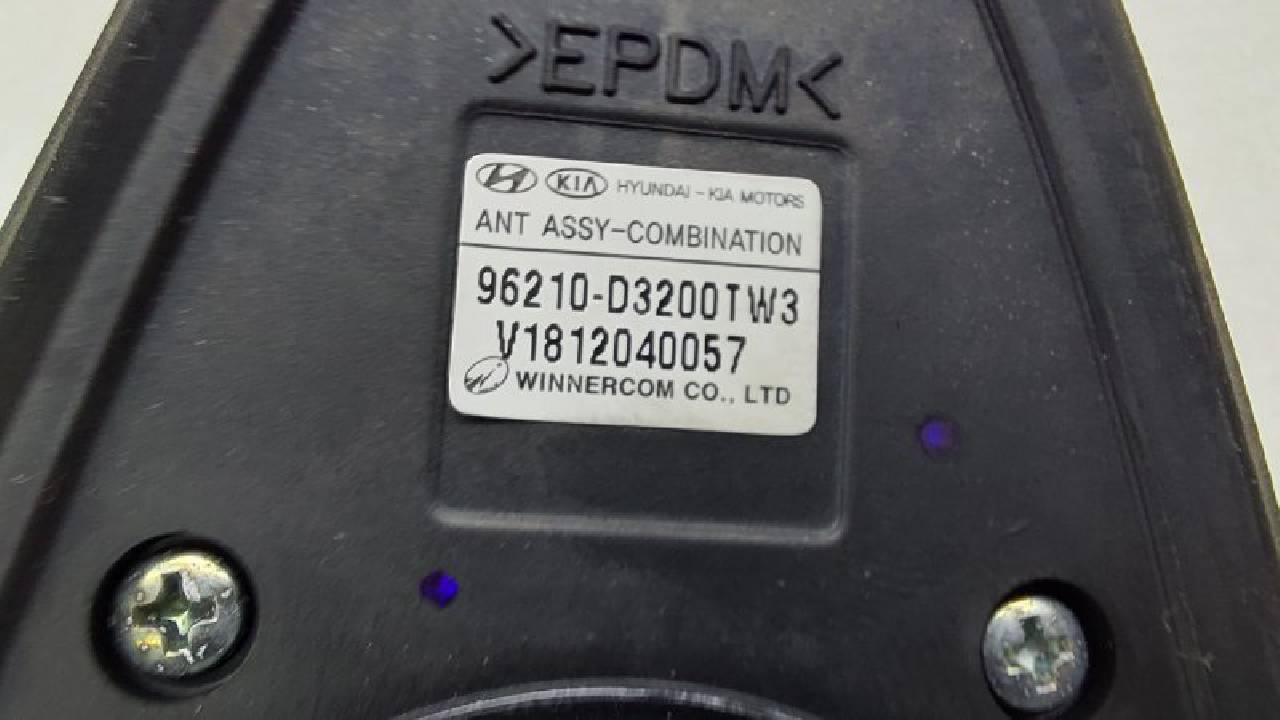 >EPDM<
KIA HYUNDAI-KIA MOTORS
ANT ASSY-COMBINATION
96210-D3200TW3
V1812040057
WINNERCOM CO., LTD